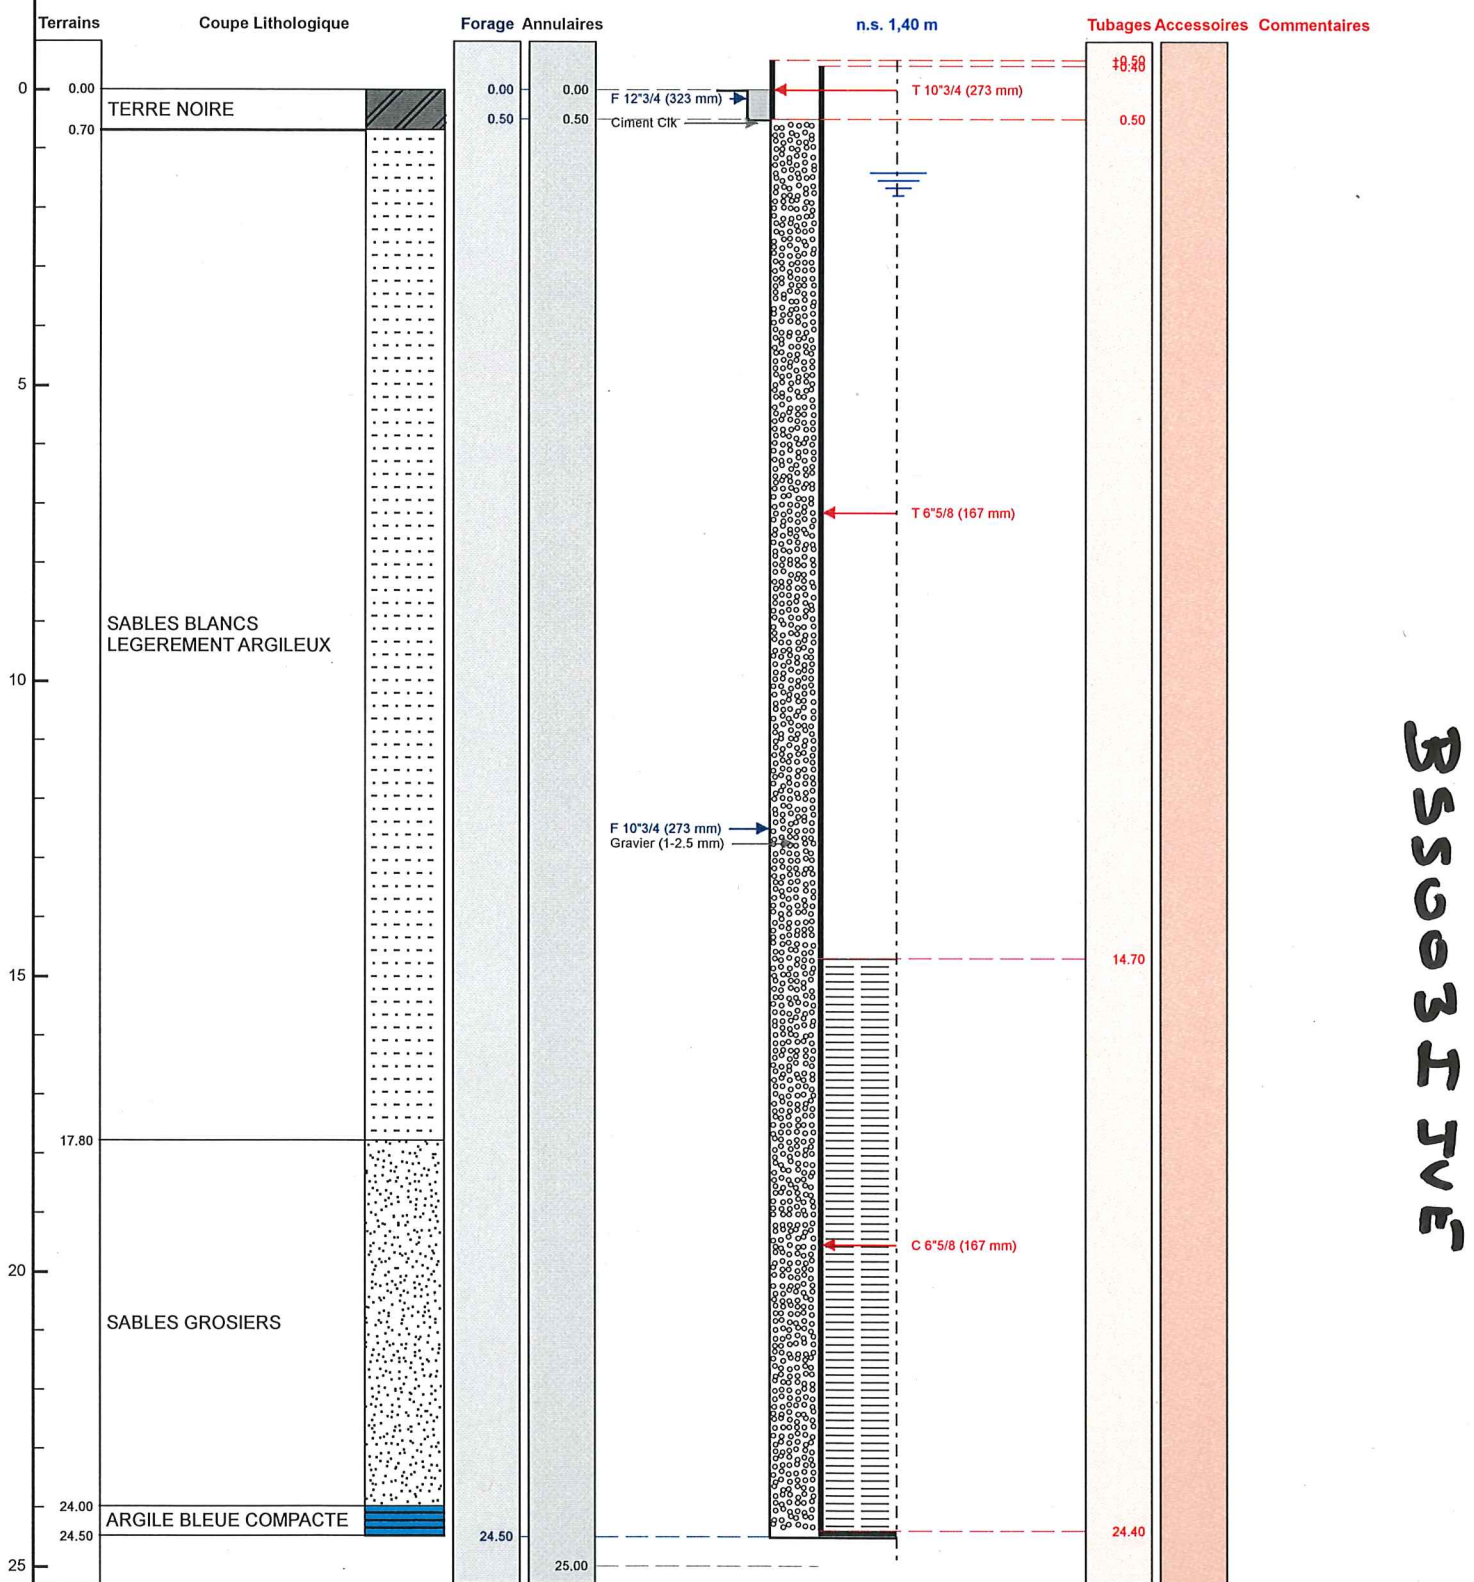 Terrains Coupe Lithologique Forage Annulaires n.s. 1,40 m Tubages Accessoires Commentaires
+0.50
+0.40
0 0.00 0.00 0.00 T 10"3/4 (273 mm)
F 12"3/4 (323 mm)
TERRE NOIRE
0.50 0.50 0.50
Ciment Clk
0.70
5
T 6"5/8 (167 mm)
SABLES BLANCS
LEGEREMENT ARGILEUX
10
F 10"3/4 (273 mm)
Gravier (1-2.5 mm)
14.70
15
17.80
C 6"5/8 (167 mm)
20
SABLES GROSIERS
24.00
ARGILE BLEUE COMPACTE
24.40
24.50 24.50
25 25.00
BSS003IJVE